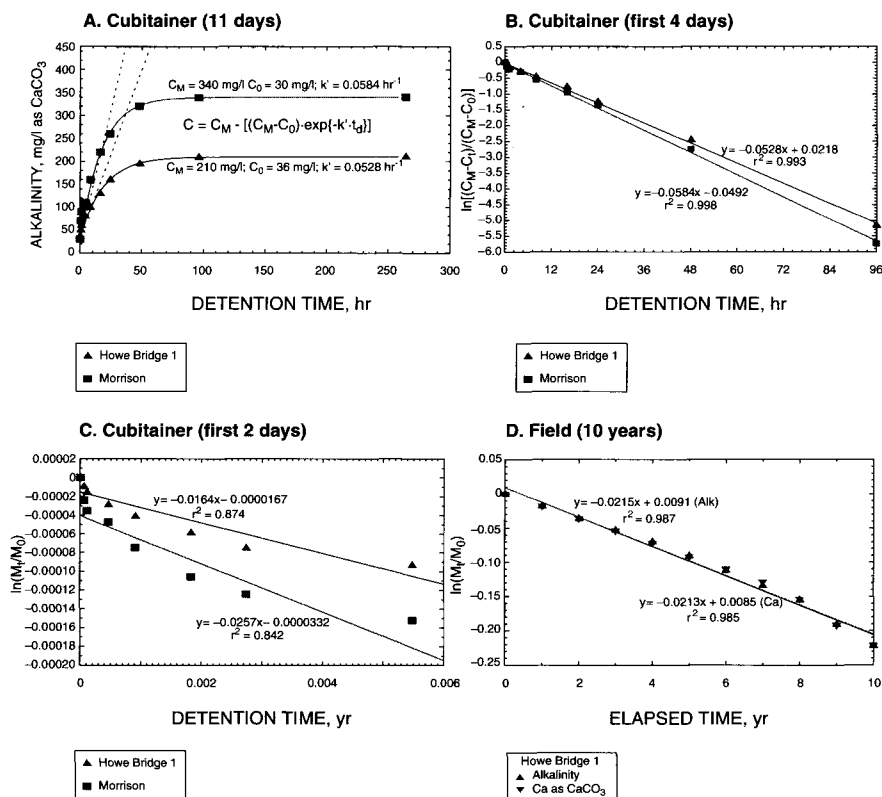 A. Cubitainer (11 days)
450
400
350
300
250
200
150
100
50
0
0 50 100 150 200 250 300
ALKALINITY, mg/l as CaCO3
C_M = 340 mg/l C_0 = 30 mg/l; k' = 0.0584 hr⁻¹
C = C_M - [(C_M-C_0)·exp{-k'·t_d}]
C_M = 210 mg/l; C_0 = 36 mg/l; k' = 0.0528 hr⁻¹
DETENTION TIME, hr
Howe Bridge 1
Morrison
B. Cubitainer (first 4 days)
0.5
0.0
-0.5
-1.0
-1.5
-2.0
-2.5
-3.0
-3.5
-4.0
-4.5
-5.0
-5.5
-6.0
0 12 24 36 48 60 72 84 96
ln[(C_M-C_t)/(C_M-C_0)]
y = -0.0528x + 0.0218
r² = 0.993
y = -0.0584x - 0.0492
r² = 0.998
DETENTION TIME, hr
Howe Bridge 1
Morrison
C. Cubitainer (first 2 days)
0.00002
0
-0.00002
-0.00004
-0.00006
-0.00008
-0.00010
-0.00012
-0.00014
-0.00016
-0.00018
-0.00020
0 0.002 0.004 0.006
ln(M_t/M_0)
y= -0.0164x- 0.0000167
r² = 0.874
y= -0.0257x- 0.0000332
r² = 0.842
DETENTION TIME, yr
Howe Bridge 1
Morrison
D. Field (10 years)
0.05
0
-0.05
-0.10
-0.15
-0.20
-0.25
0 2 4 6 8 10
ln(M_t/M_0)
y= -0.0215x + 0.0091 (Alk)
r² = 0.987
y= -0.0213x + 0.0085 (Ca)
r² = 0.985
ELAPSED TIME, yr
Howe Bridge 1
Alkalinity
Ca as CaCO3